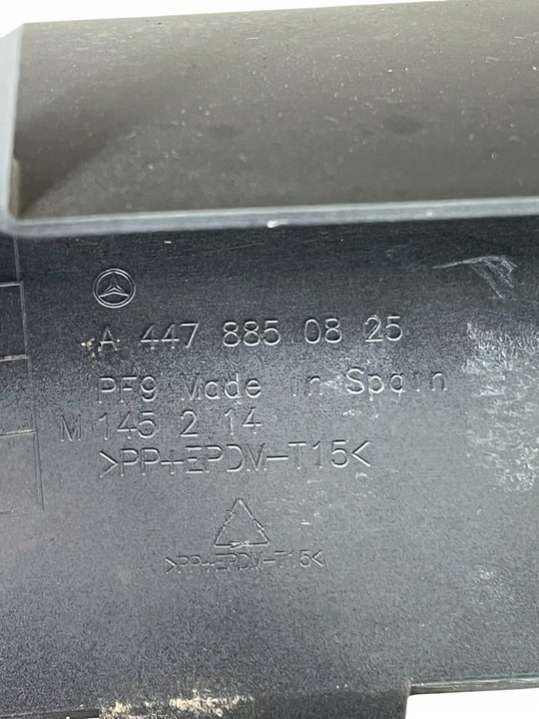 A 447 885 08 25
PF9 Made in Spain
M 145 2 14
>PP+EPDM-T15<
>PP+EPDM-T15<